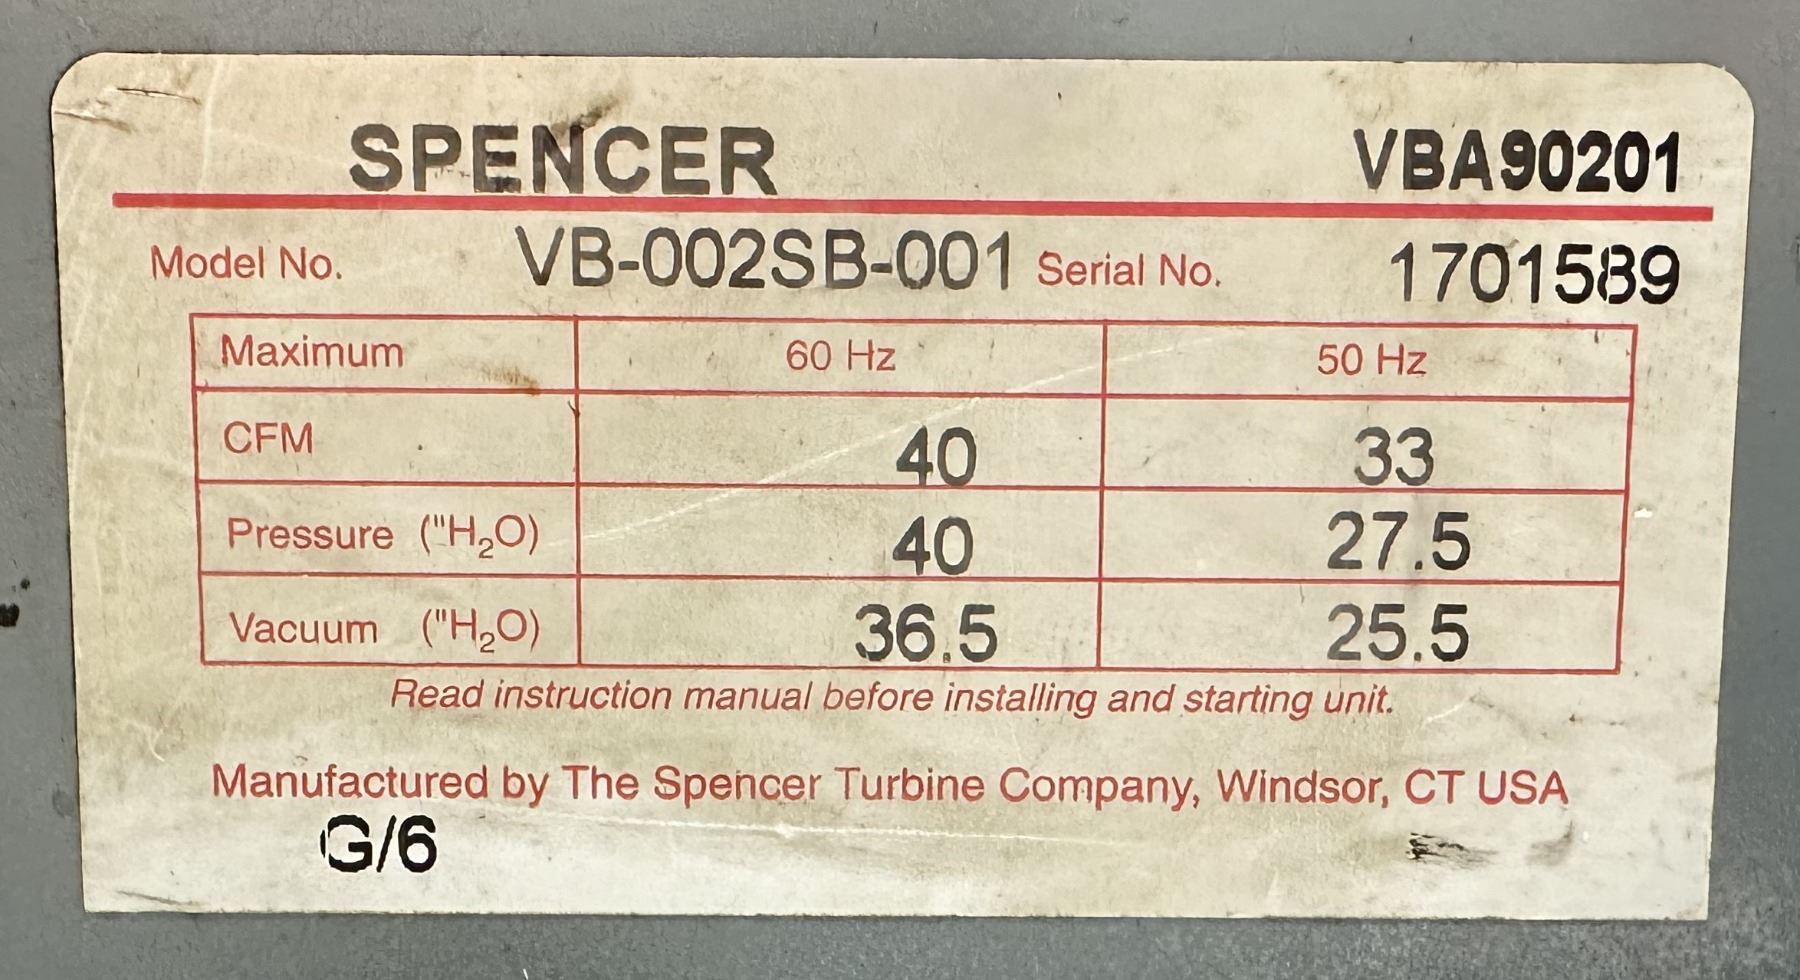 SPENCER VBA90201
Model No. VB-002SB-001 Serial No. 1701589
Maximum 60 Hz 50 Hz
CFM 40 33
Pressure ("H₂O) 40 27.5
Vacuum ("H₂O) 36.5 25.5
Read instruction manual before installing and starting unit.
Manufactured by The Spencer Turbine Company, Windsor, CT USA
G/6